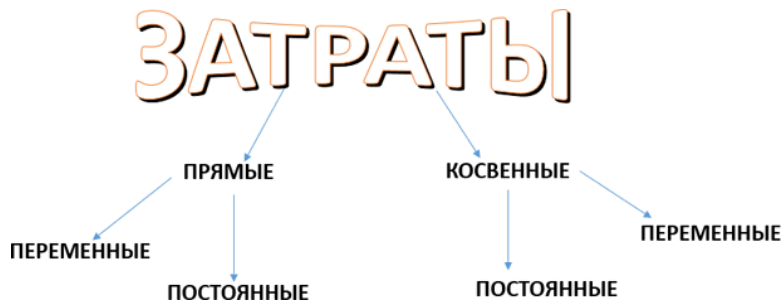 ЗАТРАТЫ
ПРЯМЫЕ
КОСВЕННЫЕ
ПЕРЕМЕННЫЕ
ПОСТОЯННЫЕ
ПОСТОЯННЫЕ
ПЕРЕМЕННЫЕ